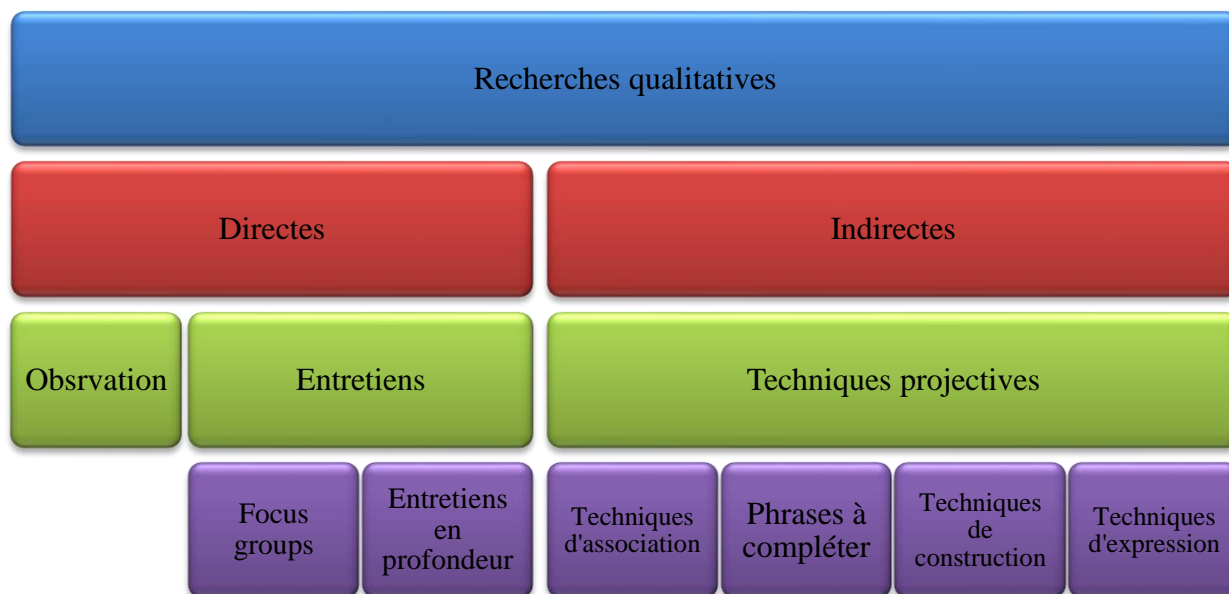 Recherches qualitatives
Directes
Indirectes
Obsrvation
Entretiens
Techniques projectives
Focus
groups
Entretiens
en
profondeur
Techniques
d'association
Phrases à
compléter
Techniques
de
construction
Techniques
d'expression